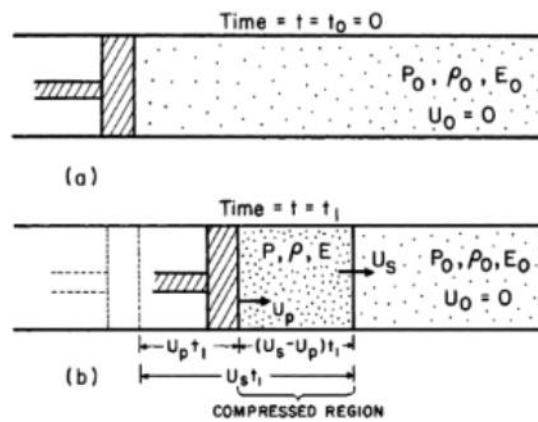 Time = t = t₀ = 0
P₀, ρ₀, E₀
U₀ = 0
(a)
Time = t = t₁
P, ρ, E
U_S
P₀, ρ₀, E₀
U_p
U₀ = 0
U_p t₁
(U_s-U_p)t₁
(b)
U_s t₁
COMPRESSED REGION